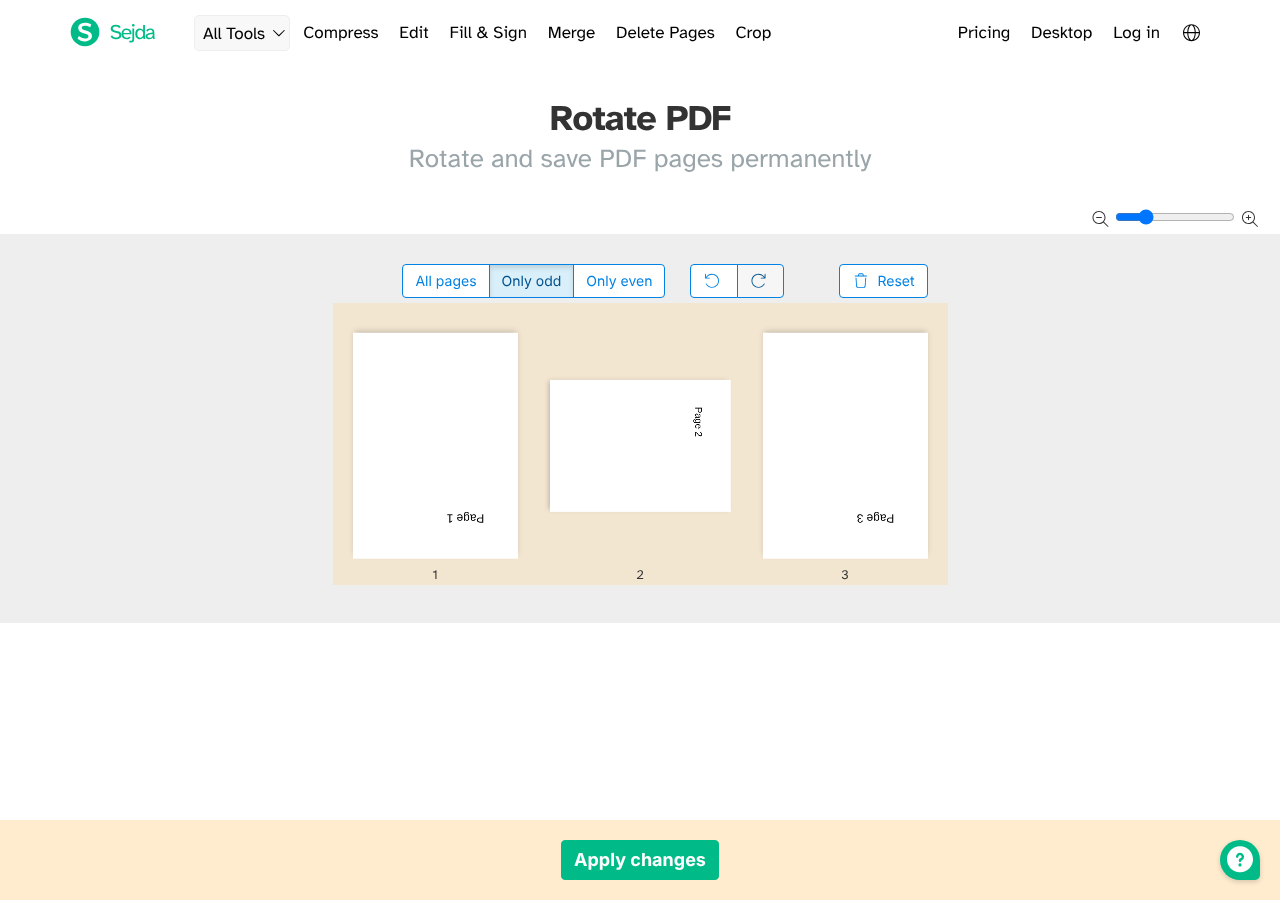 S Sejda All Tools Compress Edit Fill & Sign Merge Delete Pages Crop Pricing Desktop Log in
Rotate PDF
Rotate and save PDF pages permanently
All pages Only odd Only even Reset
Page 2
Page 1 Page 3
1 2 3
Apply changes
?